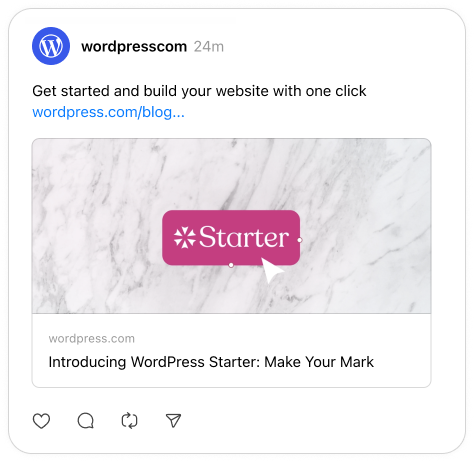 wordpresscom 24m
Get started and build your website with one click
wordpress.com/blog...
Starter
wordpress.com
Introducing WordPress Starter: Make Your Mark